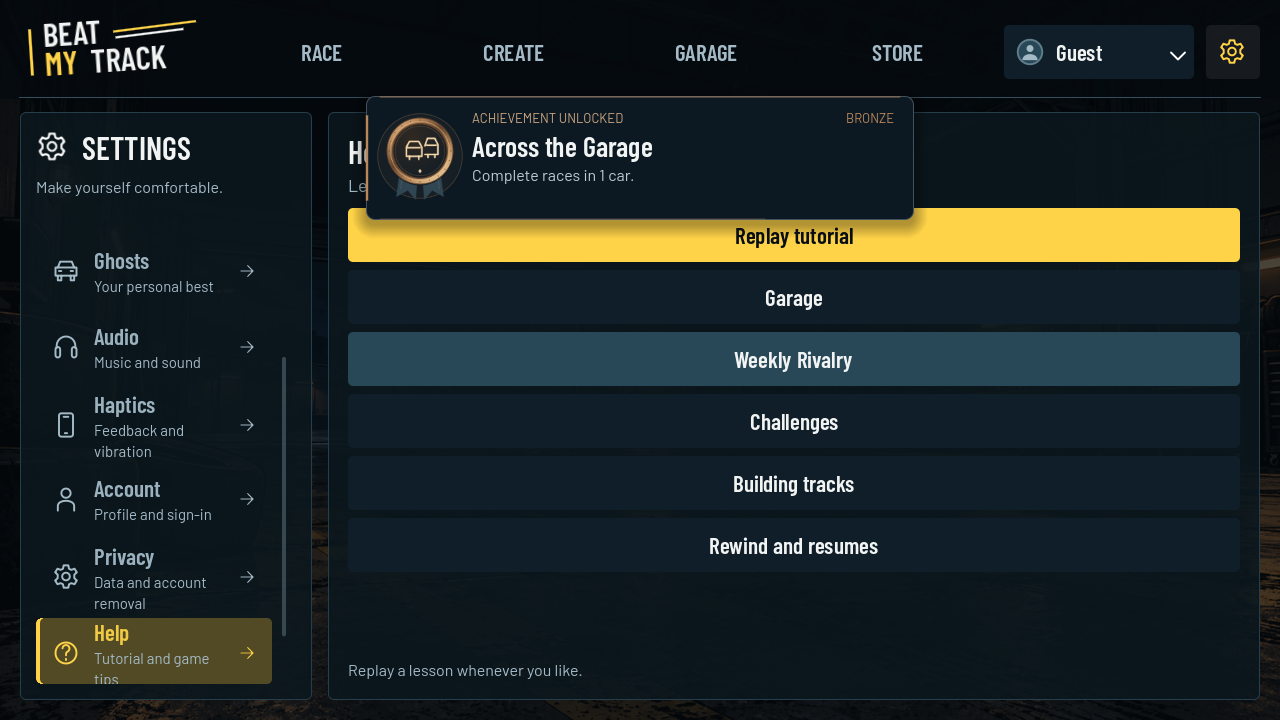 BEAT
MY TRACK
RACE
CREATE
GARAGE
STORE
Guest
ACHIEVEMENT UNLOCKED
BRONZE
Across the Garage
Complete races in 1 car.
SETTINGS
Make yourself comfortable.
Ghosts
Your personal best
Audio
Music and sound
Haptics
Feedback and
vibration
Account
Profile and sign-in
Privacy
Data and account
removal
Help
Tutorial and game
tips
Replay tutorial
Garage
Weekly Rivalry
Challenges
Building tracks
Rewind and resumes
Replay a lesson whenever you like.